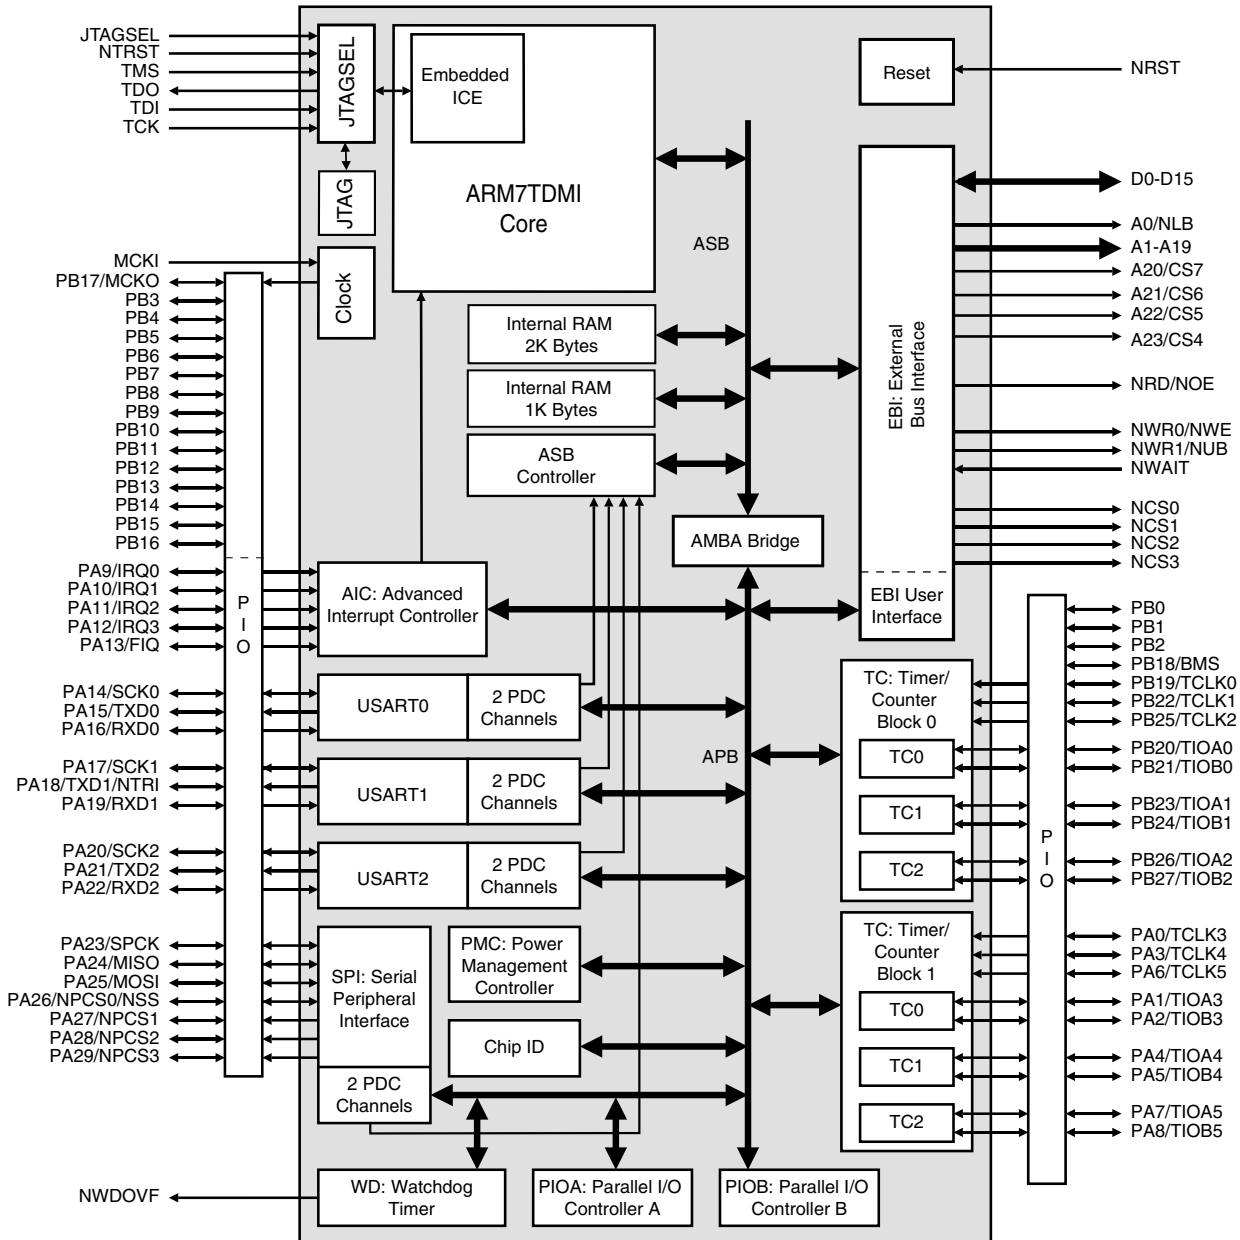 JTAGSEL
NTRST
TMS
TDO
TDI
TCK
JTAGSEL
Embedded
ICE
JTAG
ARM7TDMI
Core
Reset
NRST
MCKI
PB17/MCKO
PB3
PB4
PB5
PB6
PB7
PB8
PB9
PB10
PB11
PB12
PB13
PB14
PB15
PB16
PA9/IRQ0
PA10/IRQ1
PA11/IRQ2
PA12/IRQ3
PA13/FIQ
PA14/SCK0
PA15/TXD0
PA16/RXD0
PA17/SCK1
PA18/TXD1/NTRI
PA19/RXD1
PA20/SCK2
PA21/TXD2
PA22/RXD2
PA23/SPCK
PA24/MISO
PA25/MOSI
PA26/NPCS0/NSS
PA27/NPCS1
PA28/NPCS2
PA29/NPCS3
NWDOVF
P
I
O
Clock
ASB
Internal RAM
2K Bytes
Internal RAM
1K Bytes
ASB
Controller
AMBA Bridge
AIC: Advanced
Interrupt Controller
USART0
2 PDC
Channels
USART1
2 PDC
Channels
USART2
2 PDC
Channels
APB
SPI: Serial
Peripheral
Interface
2 PDC
Channels
PMC: Power
Management
Controller
Chip ID
WD: Watchdog
Timer
PIOA: Parallel I/O
Controller A
PIOB: Parallel I/O
Controller B
EBI: External
Bus Interface
EBI User
Interface
TC: Timer/
Counter
Block 0
TC0
TC1
TC2
TC: Timer/
Counter
Block 1
TC0
TC1
TC2
P
I
O
D0-D15
A0/NLB
A1-A19
A20/CS7
A21/CS6
A22/CS5
A23/CS4
NRD/NOE
NWR0/NWE
NWR1/NUB
NWAIT
NCS0
NCS1
NCS2
NCS3
PB0
PB1
PB2
PB18/BMS
PB19/TCLK0
PB22/TCLK1
PB25/TCLK2
PB20/TIOA0
PB21/TIOB0
PB23/TIOA1
PB24/TIOB1
PB26/TIOA2
PB27/TIOB2
PA0/TCLK3
PA3/TCLK4
PA6/TCLK5
PA1/TIOA3
PA2/TIOB3
PA4/TIOA4
PA5/TIOB4
PA7/TIOA5
PA8/TIOB5